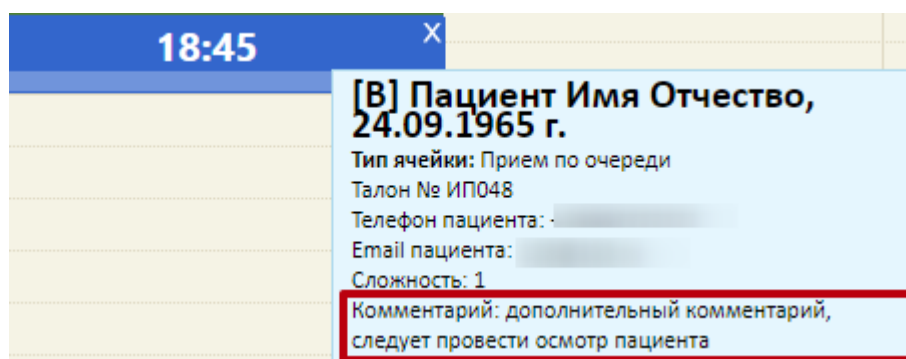 18:45
X
[В] Пациент Имя Отчество,
24.09.1965 г.
Тип ячейки: Прием по очереди
Талон № ИП048
Телефон пациента:
Email пациента:
Сложность: 1
Комментарий: дополнительный комментарий,
следует провести осмотр пациента